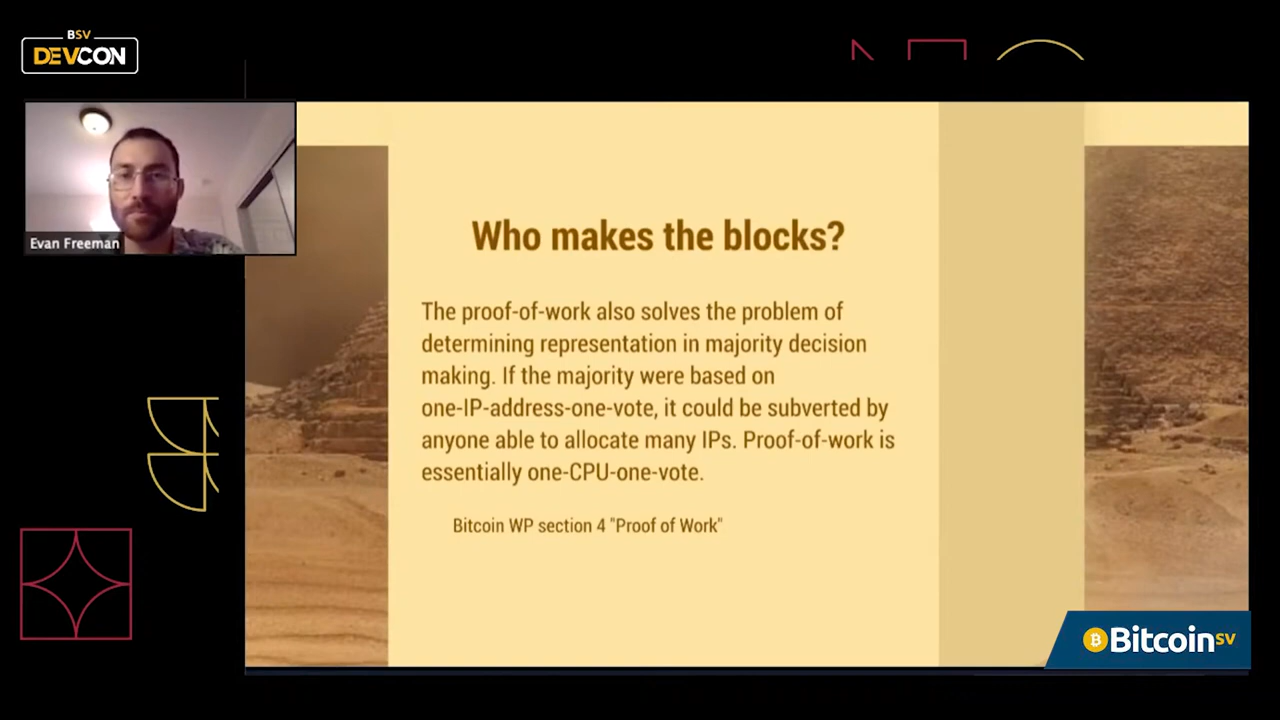 BSV
DEVCON
Evan Freeman
Who makes the blocks?
The proof-of-work also solves the problem of
determining representation in majority decision
making. If the majority were based on
one-IP-address-one-vote, it could be subverted by
anyone able to allocate many IPs. Proof-of-work is
essentially one-CPU-one-vote.
Bitcoin WP section 4 "Proof of Work"
Bitcoin SV